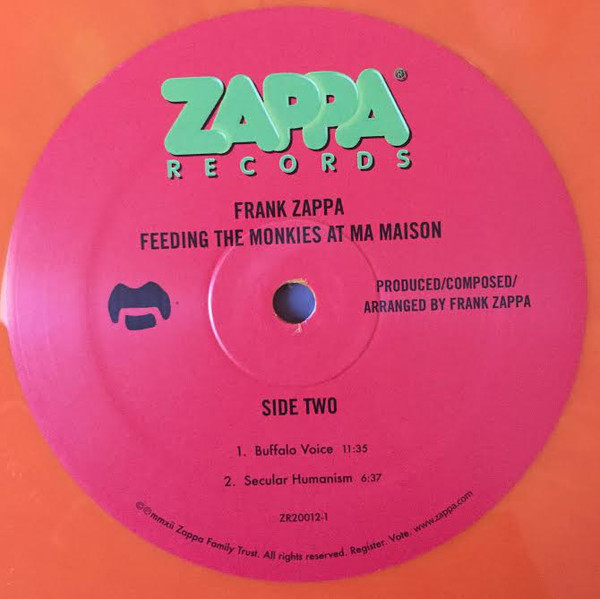 ZAPPA®
RECORDS
FRANK ZAPPA
FEEDING THE MONKIES AT MA MAISON
PRODUCED/COMPOSED/
ARRANGED BY FRANK ZAPPA
SIDE TWO
1. Buffalo Voice 11:35
2. Secular Humanism 6:37
ZR20012-1
©℗mmxii Zappa Family Trust. All rights reserved. Register. Vote. www.zappa.com